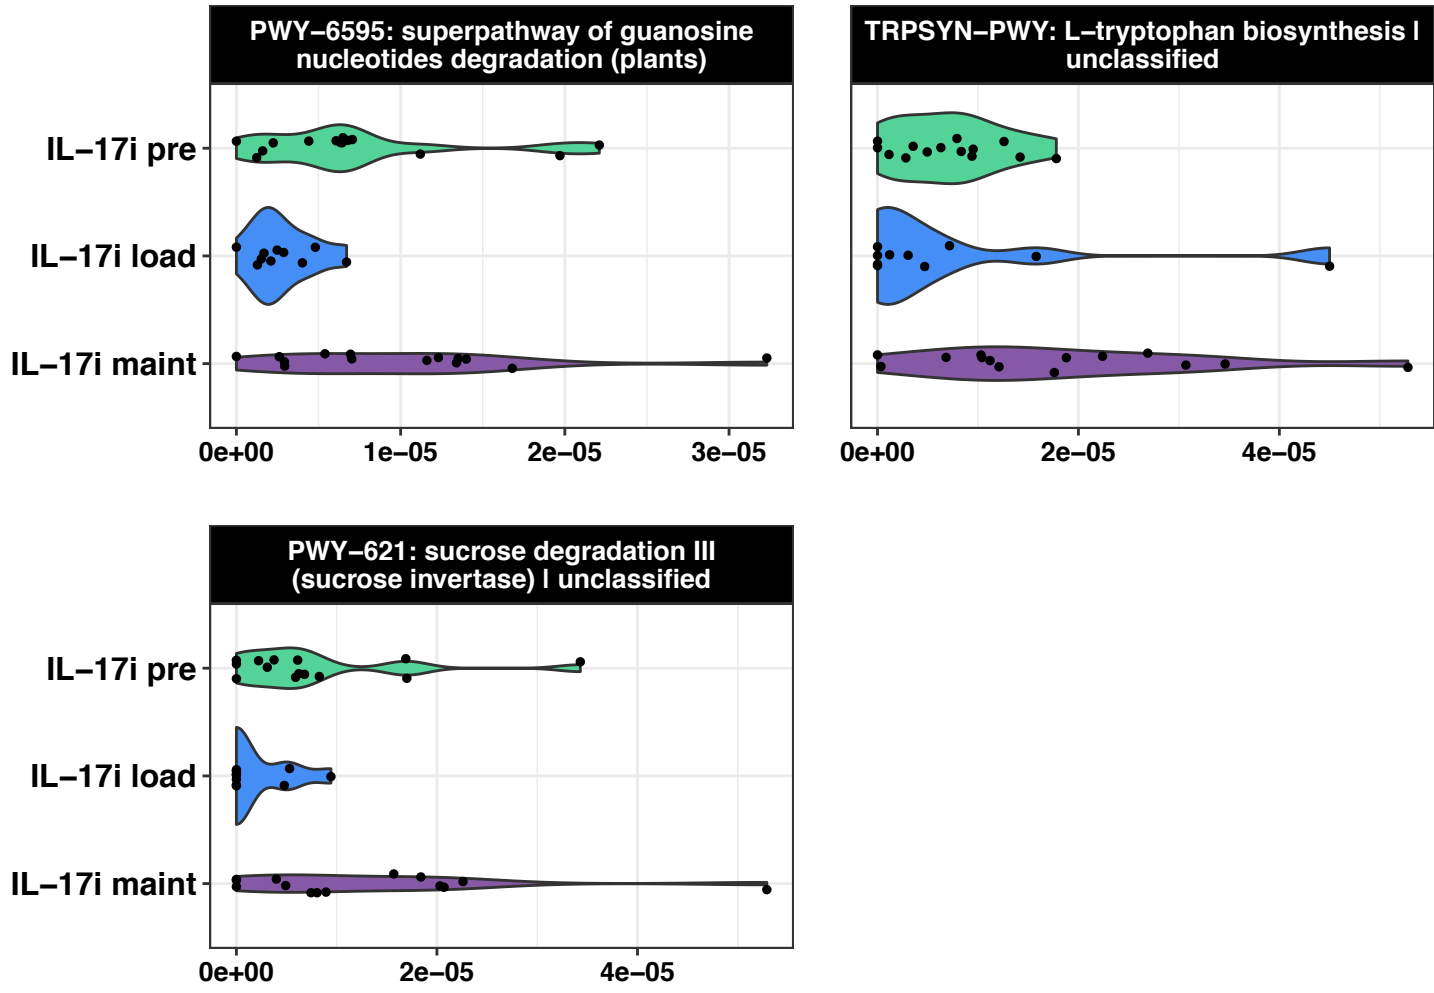 PWY−6595: superpathway of guanosine
nucleotides degradation (plants)
IL−17i pre
IL−17i load
IL−17i maint
0e+00 1e−05 2e−05 3e−05
TRPSYN−PWY: L−tryptophan biosynthesis |
unclassified
0e+00 2e−05 4e−05
PWY−621: sucrose degradation III
(sucrose invertase) | unclassified
IL−17i pre
IL−17i load
IL−17i maint
0e+00 2e−05 4e−05